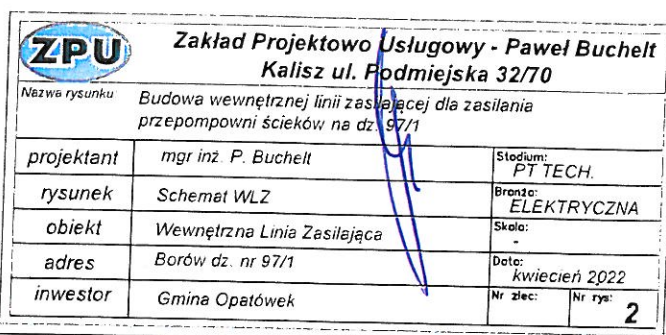 ZPU
Zakład Projektowo Usługowy - Paweł Buchelt
Kalisz ul. Podmiejska 32/70
Nazwa rysunku
Budowa wewnętrznej linii zasilającej dla zasilania
przepompowni ścieków na dz. 97/1
projektant
mgr inż. P. Buchelt
Stadium:
PT TECH.
rysunek
Schemat WLZ
Branża:
ELEKTRYCZNA
obiekt
Wewnętrzna Linia Zasilająca
Skala:
-
adres
Borów dz. nr 97/1
Data:
kwiecień 2022
inwestor
Gmina Opatówek
Nr zlec:
Nr rys:
2